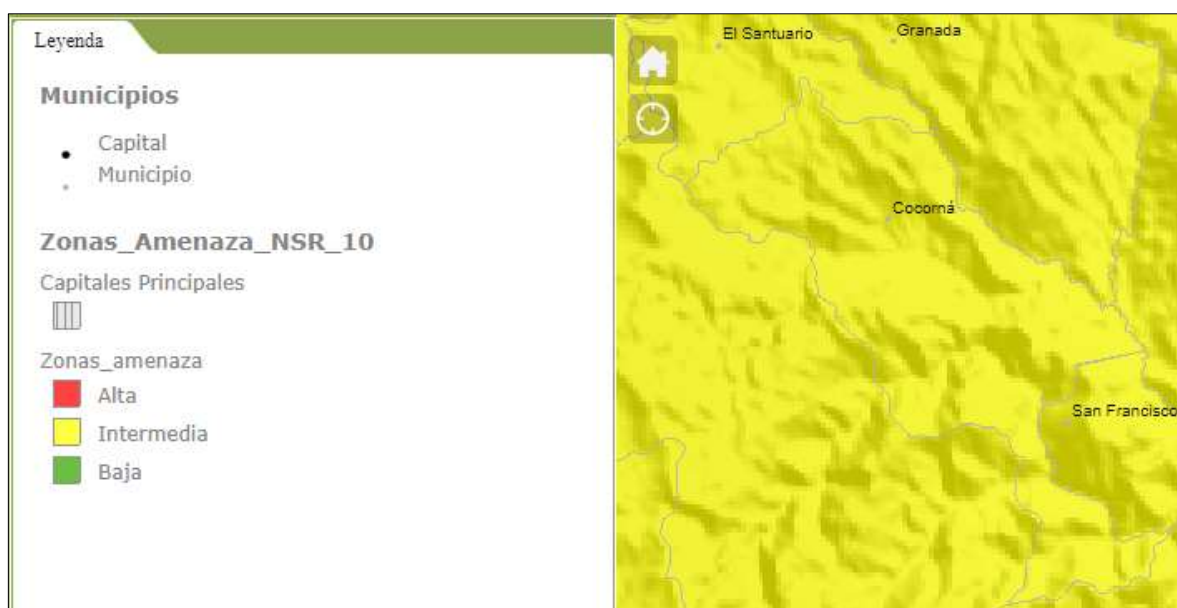 Leyenda
Municipios
Capital
Municipio
Zonas_Amenaza_NSR_10
Capitales Principales
Zonas_amenaza
Alta
Intermedia
Baja
El Santuario
Granada
Cocorná
San Francisco